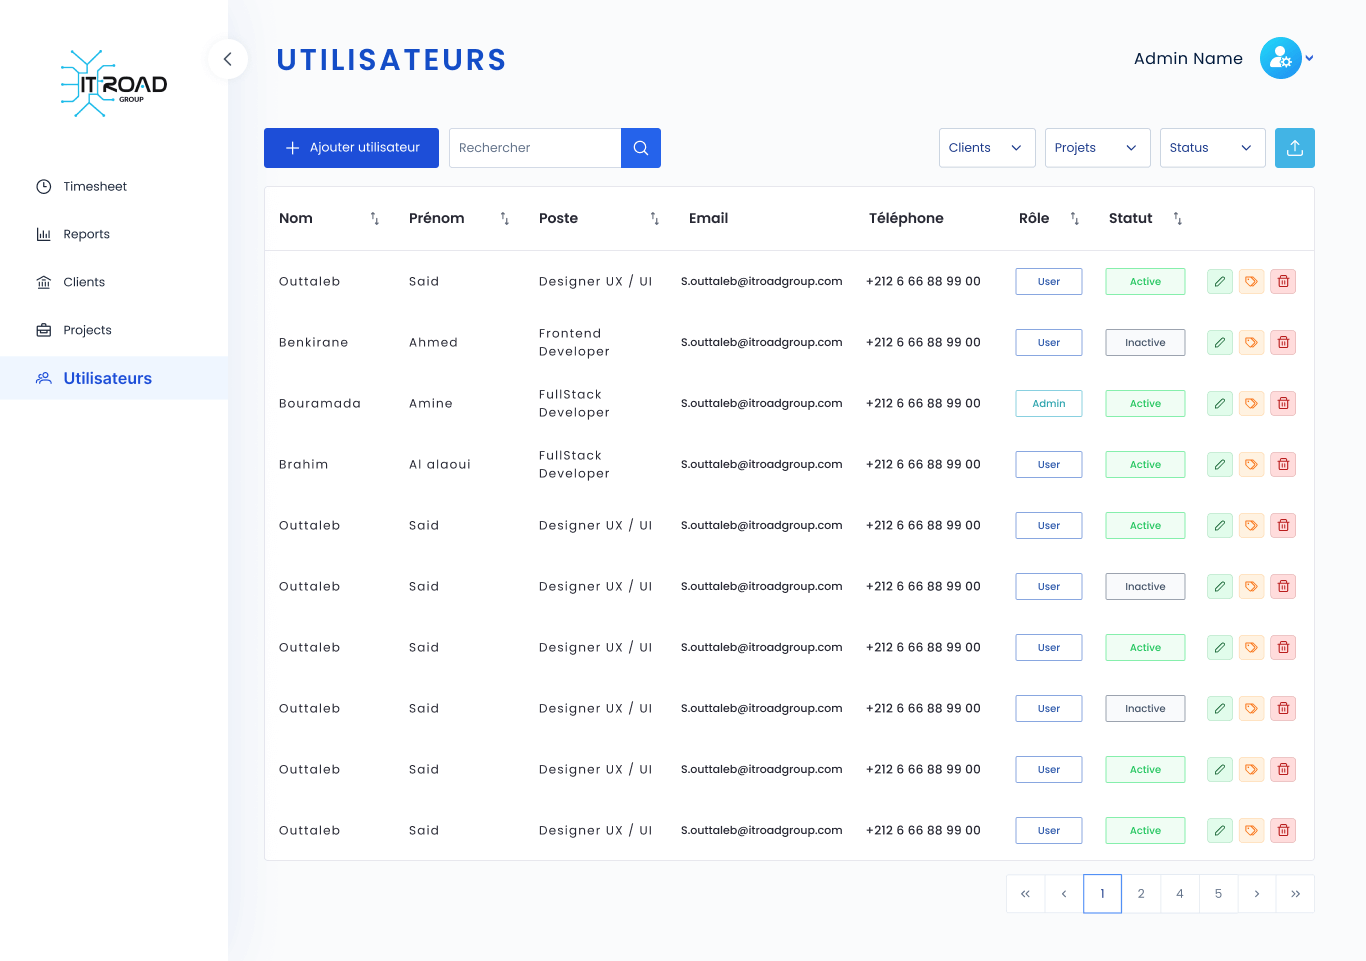 IT ROAD
GROUP
Timesheet
Reports
Clients
Projects
Utilisateurs
UTILISATEURS
Admin Name
Ajouter utilisateur
Rechercher
Clients
Projets
Status
Nom Prénom Poste Email Téléphone Rôle Statut
Outtaleb Said Designer UX / UI S.outtaleb@itroadgroup.com +212 6 66 88 99 00 User Active
Benkirane Ahmed Frontend Developer S.outtaleb@itroadgroup.com +212 6 66 88 99 00 User Inactive
Bouramada Amine FullStack Developer S.outtaleb@itroadgroup.com +212 6 66 88 99 00 Admin Active
Brahim Al alaoui FullStack Developer S.outtaleb@itroadgroup.com +212 6 66 88 99 00 User Active
Outtaleb Said Designer UX / UI S.outtaleb@itroadgroup.com +212 6 66 88 99 00 User Active
Outtaleb Said Designer UX / UI S.outtaleb@itroadgroup.com +212 6 66 88 99 00 User Inactive
Outtaleb Said Designer UX / UI S.outtaleb@itroadgroup.com +212 6 66 88 99 00 User Active
Outtaleb Said Designer UX / UI S.outtaleb@itroadgroup.com +212 6 66 88 99 00 User Inactive
Outtaleb Said Designer UX / UI S.outtaleb@itroadgroup.com +212 6 66 88 99 00 User Active
Outtaleb Said Designer UX / UI S.outtaleb@itroadgroup.com +212 6 66 88 99 00 User Active
« ‹ 1 2 4 5 › »